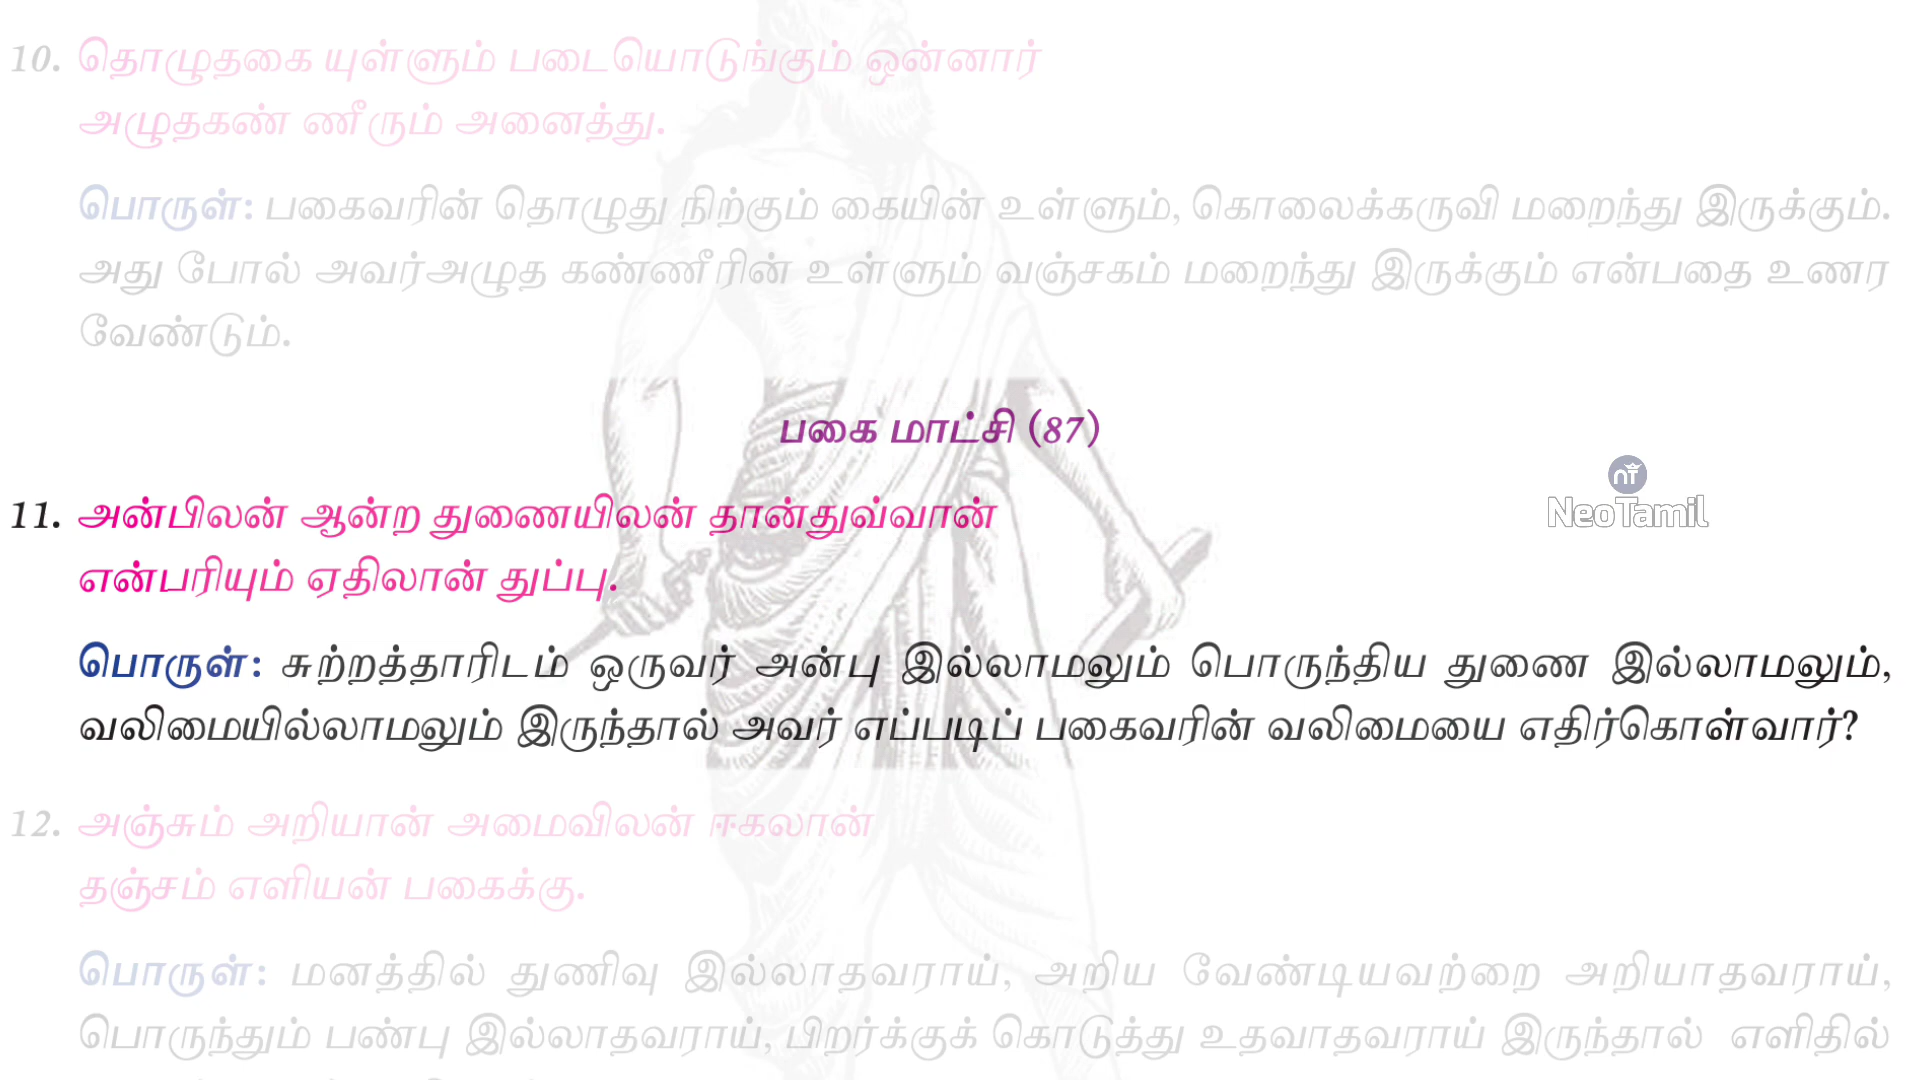 10. தொழுதகை யுள்ளும் படையொடுங்கும் ஒன்னார்
அழுதகண் ணீரும் அனைத்து.
பொருள்: பகைவரின் தொழுது நிற்கும் கையின் உள்ளும், கொலைக்கருவி மறைந்து இருக்கும்.
அது போல் அவர்அழுத கண்ணீரின் உள்ளும் வஞ்சகம் மறைந்து இருக்கும் என்பதை உணர
வேண்டும்.
பகை மாட்சி (87)
11. அன்பிலன் ஆன்ற துணையிலன் தான்துவ்வான்
என்பரியும் ஏதிலான் துப்பு.
NT
NeoTamil
பொருள்: சுற்றத்தாரிடம் ஒருவர் அன்பு இல்லாமலும் பொருந்திய துணை இல்லாமலும்,
வலிமையில்லாமலும் இருந்தால் அவர் எப்படிப் பகைவரின் வலிமையை எதிர்கொள்வார்?
12. அஞ்சும் அறியான் அமைவிலன் ஈகலான்
தஞ்சம் எளியன் பகைக்கு.
பொருள்: மனத்தில் துணிவு இல்லாதவராய், அறிய வேண்டியவற்றை அறியாதவராய்,
பொருந்தும் பண்பு இல்லாதவராய், பிறர்க்குக் கொடுத்து உதவாதவராய் இருந்தால் எளிதில்